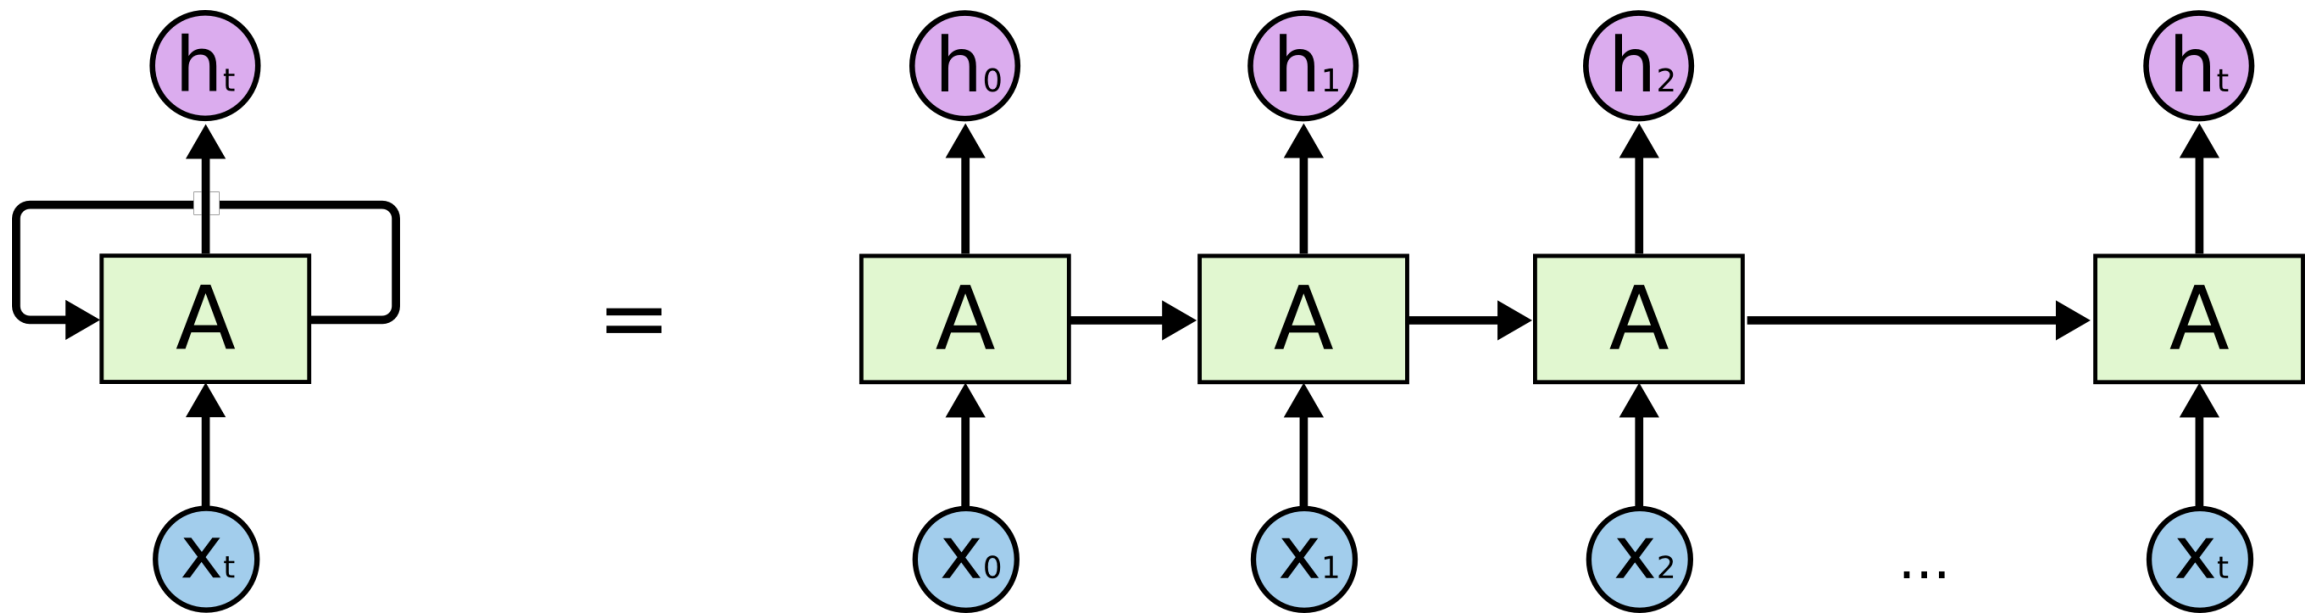 ht h0 h1 h2 ht
A = A A A A
xt x0 x1 x2 ... xt